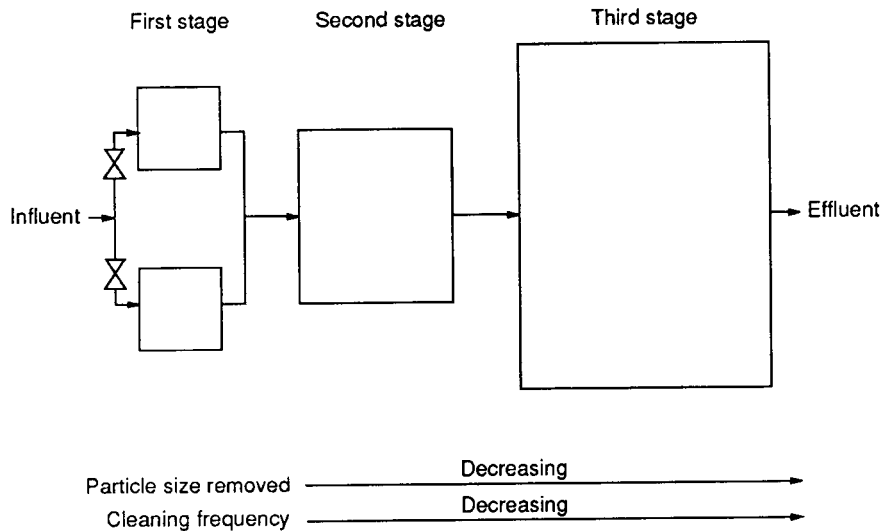 First stage
Second stage
Third stage
Influent
Effluent
Particle size removed
Decreasing
Cleaning frequency
Decreasing